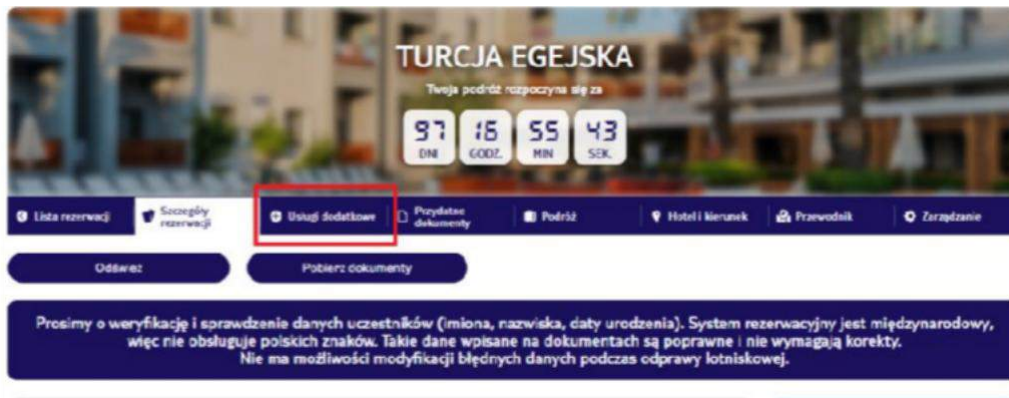 TURCJA EGEJSKA
Twoja podróż rozpoczyna się za
97 16 55 43
DNI GODZ. MIN SEK.
Lista rezerwacji
Szczegóły
rezerwacji
Usługi dodatkowe
Przydatne
dokumenty
Podróż
Hotel i kierunek
Przewodnik
Zarządzanie
Odśwież
Pobierz dokumenty
Prosimy o weryfikację i sprawdzenie danych uczestników (imiona, nazwiska, daty urodzenia). System rezerwacyjny jest międzynarodowy,
więc nie obsługuje polskich znaków. Takie dane wpisane na dokumentach są poprawne i nie wymagają korekty.
Nie ma możliwości modyfikacji błędnych danych podczas odprawy lotniskowej.